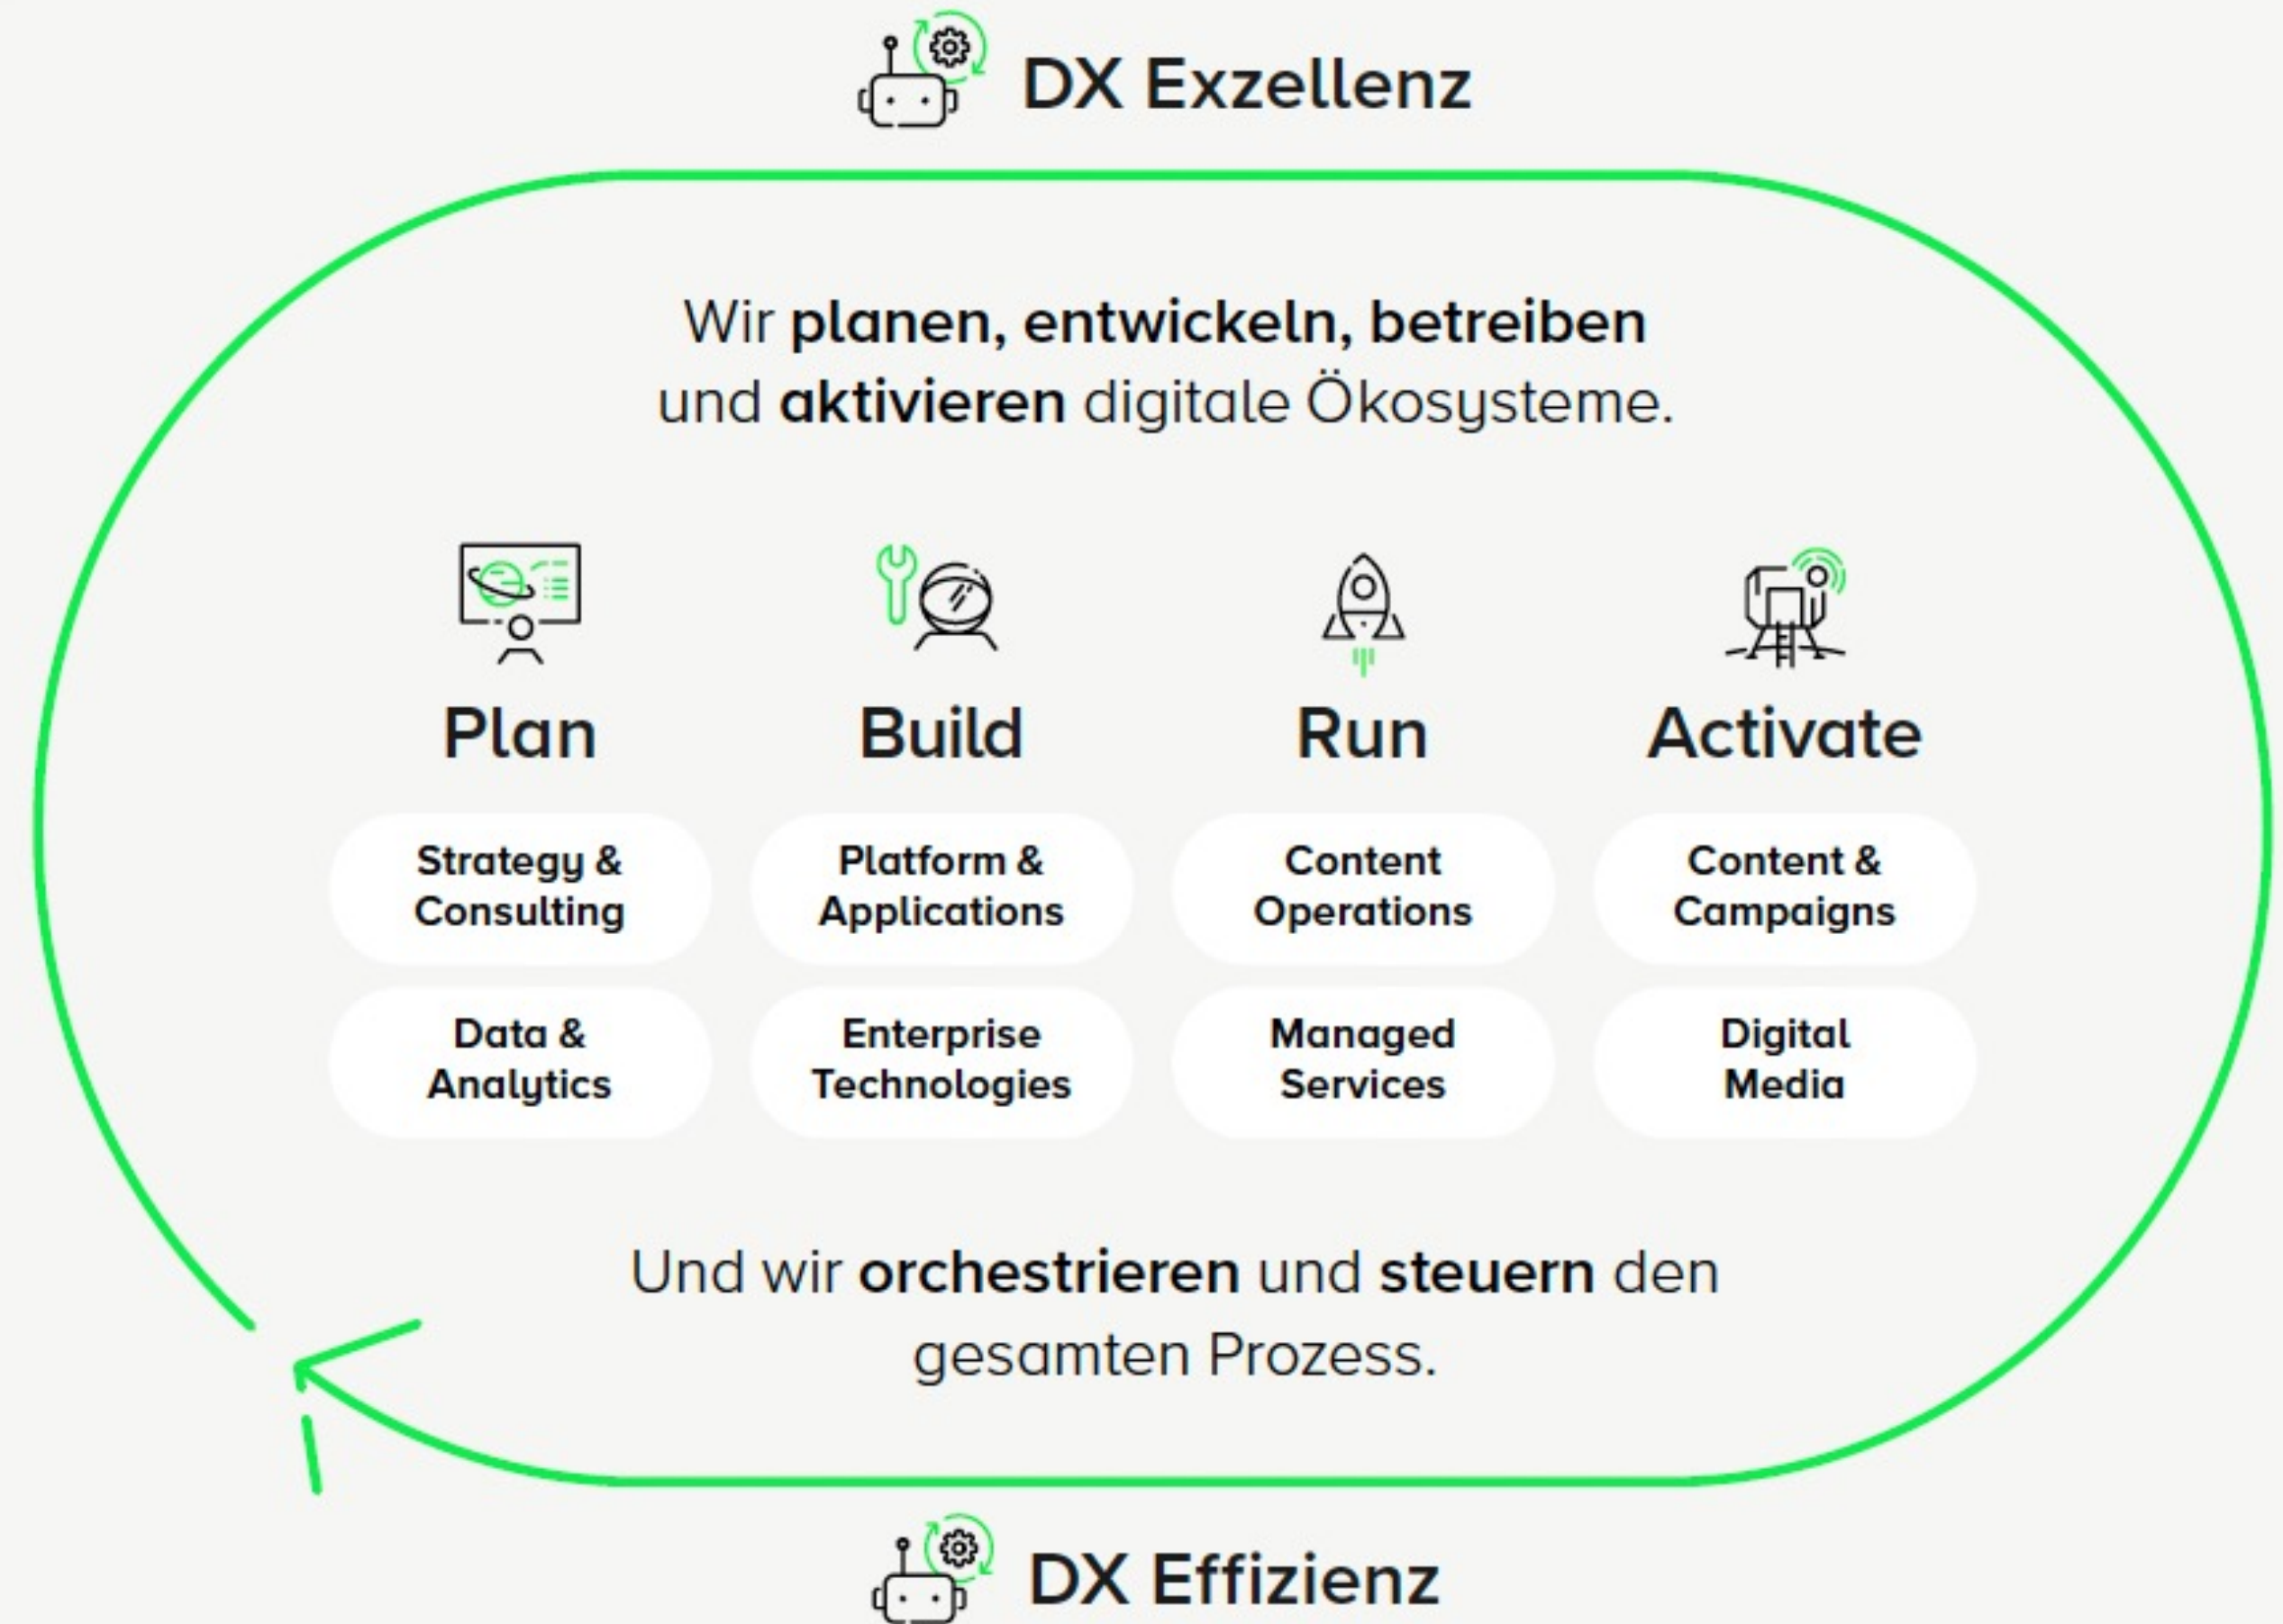 DX Exzellenz
Wir planen, entwickeln, betreiben
und aktivieren digitale Ökosysteme.
Plan
Strategy &
Consulting
Data &
Analytics
Build
Platform &
Applications
Enterprise
Technologies
Run
Content
Operations
Managed
Services
Activate
Content &
Campaigns
Digital
Media
Und wir orchestrieren und steuern den
gesamten Prozess.
DX Effizienz